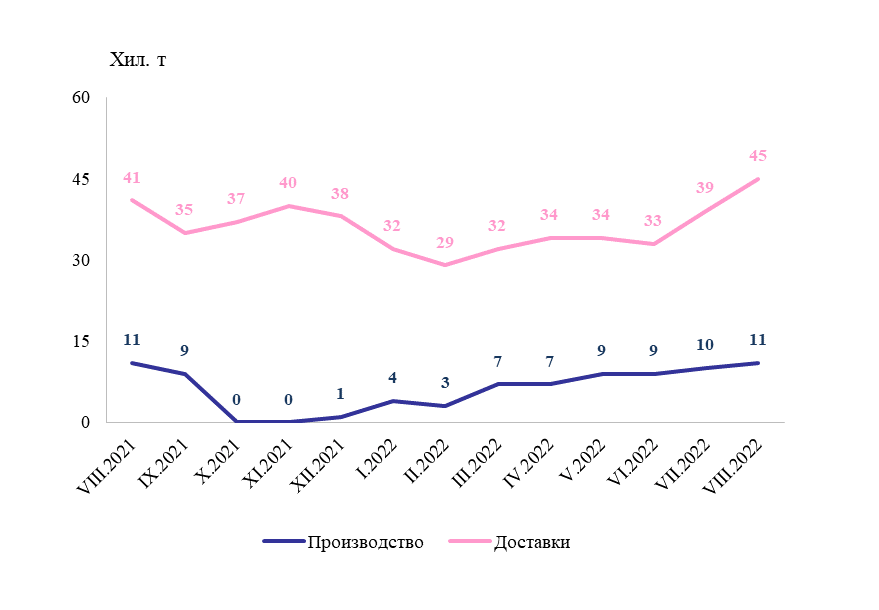 Хил. т
60
45
30
15
0
41 35 37 40 38 32 29 32 34 34 33 39 45
11 9 0 0 1 4 3 7 7 9 9 10 11
VIII.2021 IX.2021 X.2021 XI.2021 XII.2021 I.2022 II.2022 III.2022 IV.2022 V.2022 VI.2022 VII.2022 VIII.2022
Производство Доставки